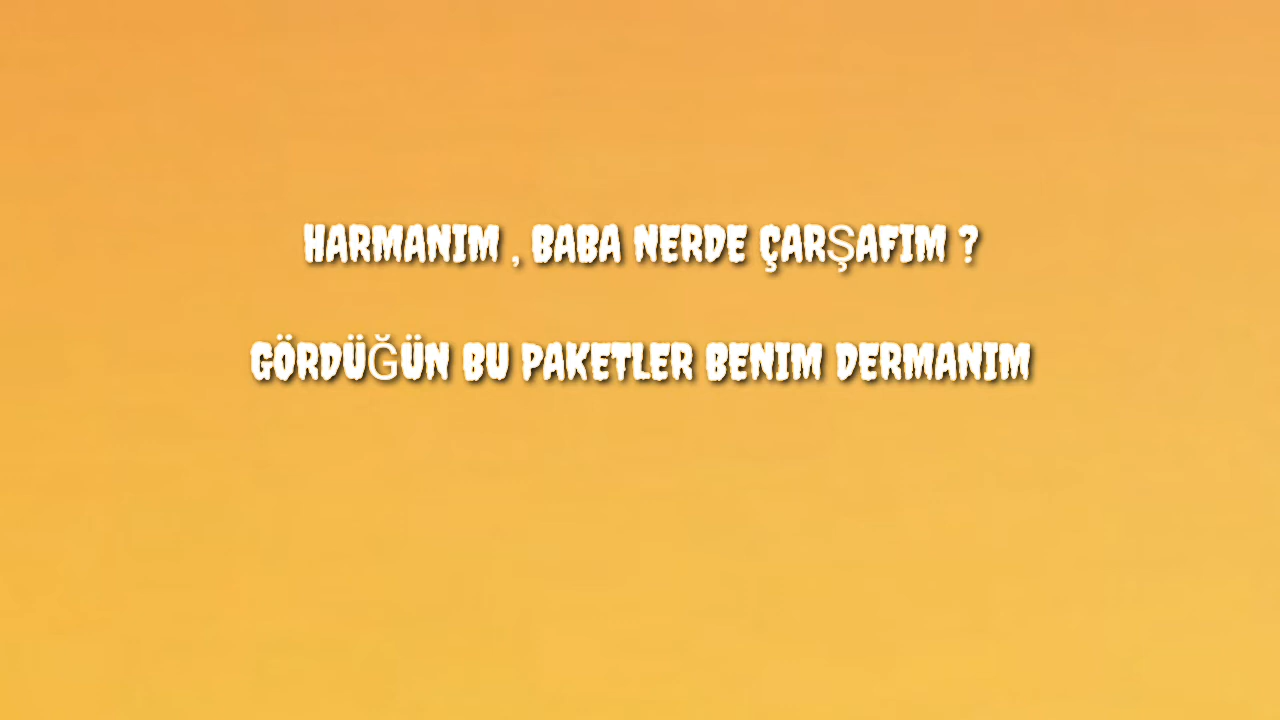 HARMANIM , BABA NERDE ÇARŞAFIM ?
GÖRDÜĞÜN BU PAKETLER BENIM DERMANIM